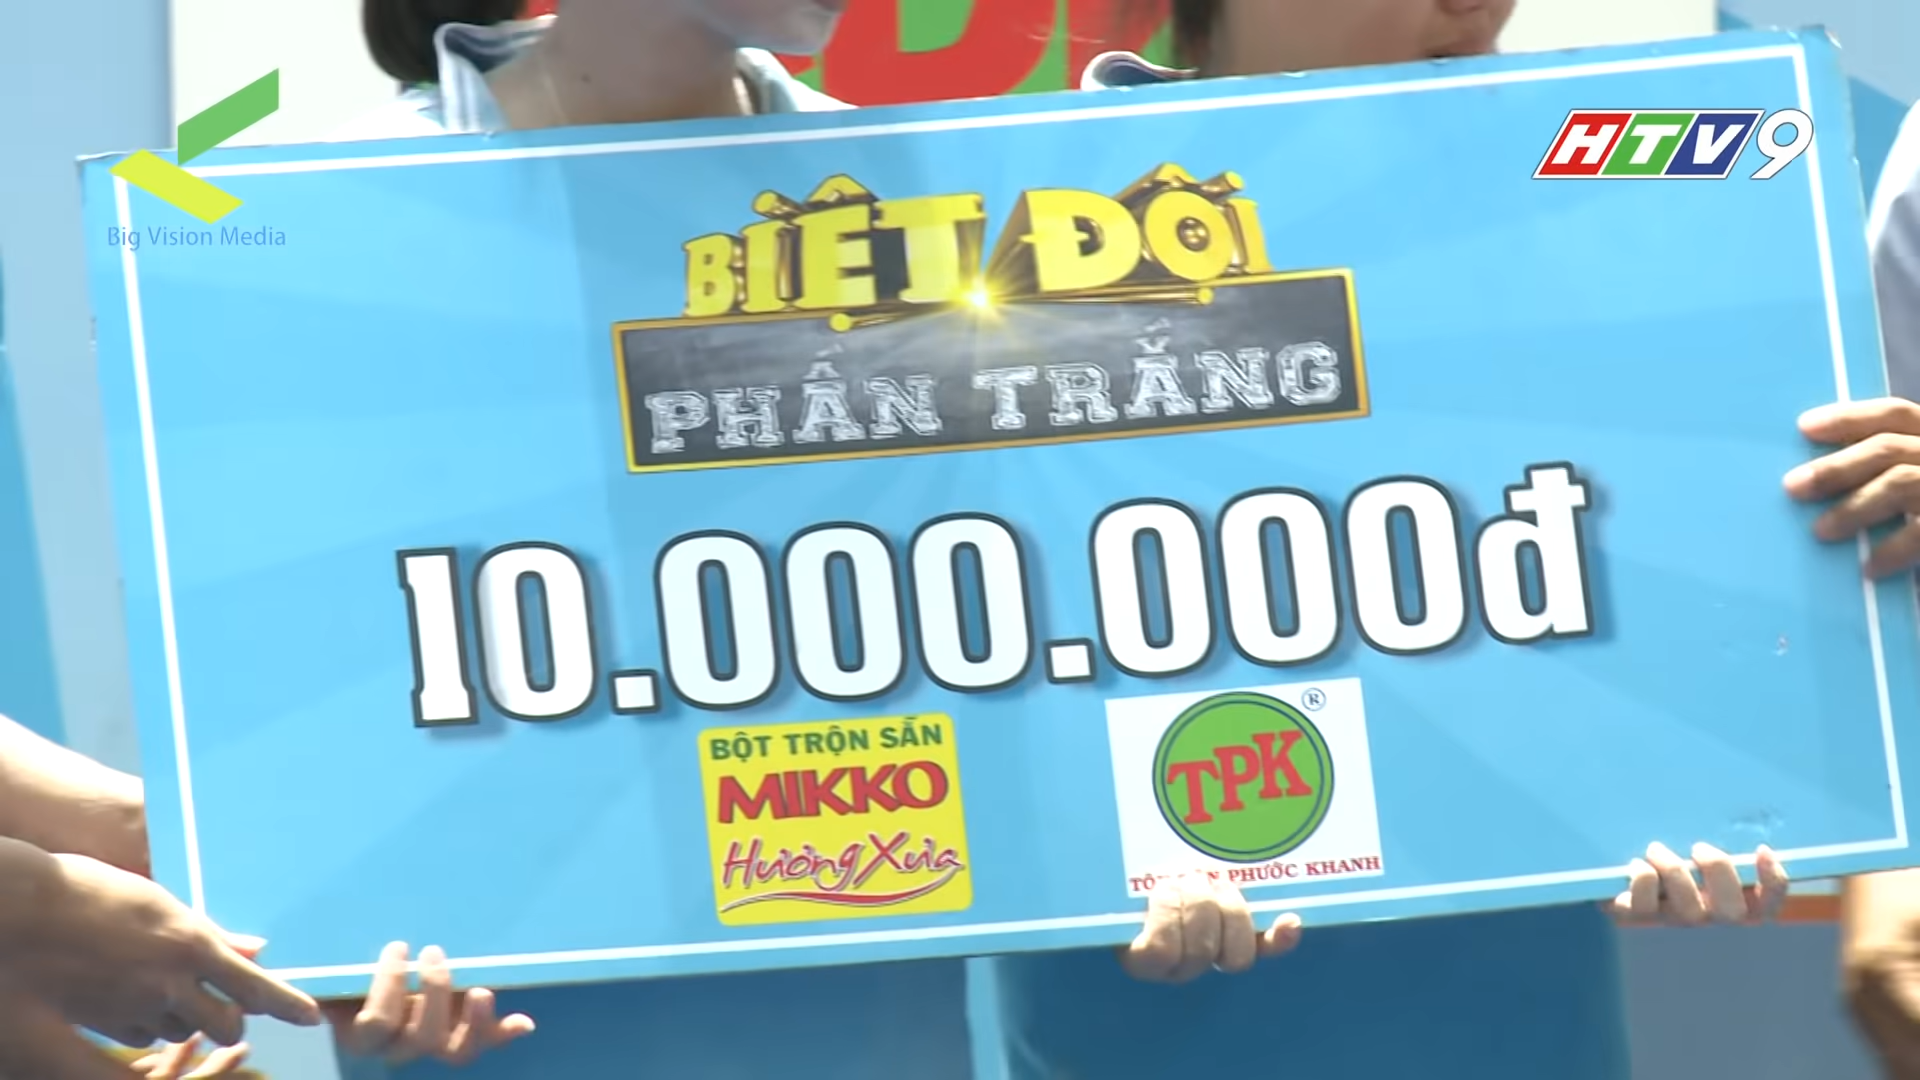 Big Vision Media
HTV9
BIỆT ĐỘI
PHẤN TRẮNG
10.000.000đ
BỘT TRỘN SẴN
MIKKO
Hương Xưa
TPK
®
PHƯỚC KHANH